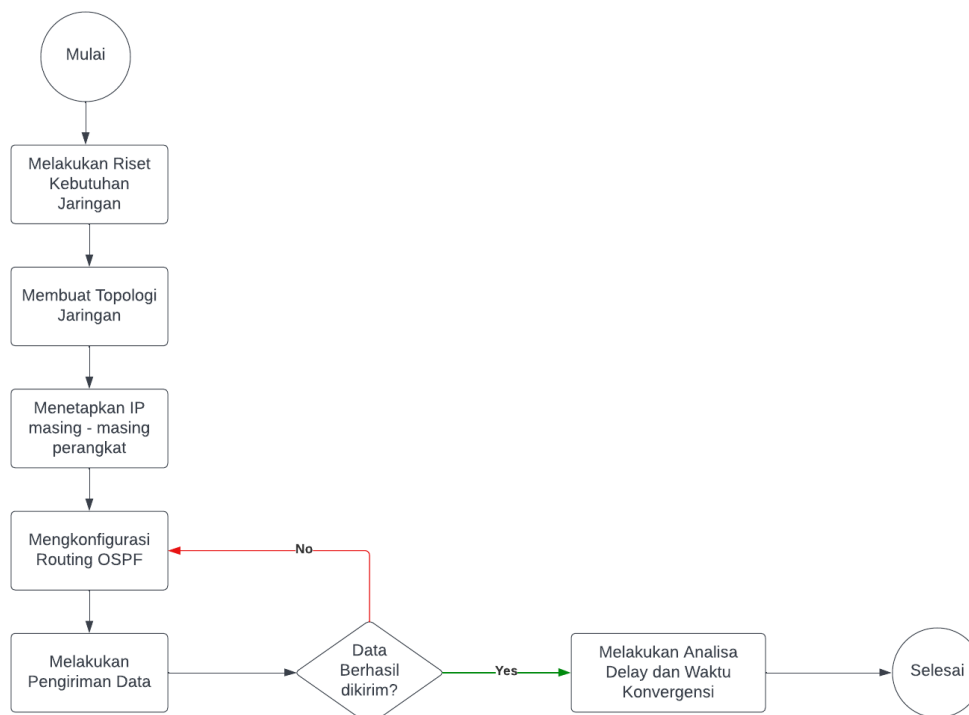 Mulai
Melakukan Riset
Kebutuhan
Jaringan
Membuat Topologi
Jaringan
Menetapkan IP
masing - masing
perangkat
Mengkonfigurasi
Routing OSPF
No
Melakukan
Pengiriman Data
Data
Berhasil
dikirim?
Yes
Melakukan Analisa
Delay dan Waktu
Konvergensi
Selesai